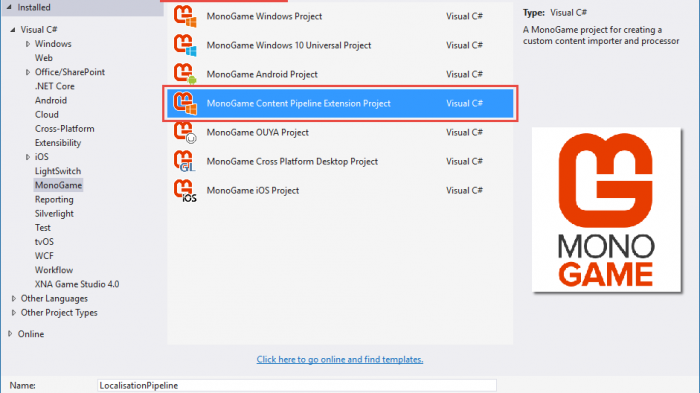 Installed
Visual C#
Windows
Web
Office/SharePoint
.NET Core
Android
Cloud
Cross-Platform
Extensibility
iOS
LightSwitch
MonoGame
Reporting
Silverlight
Test
tvOS
WCF
Workflow
XNA Game Studio 4.0
Other Languages
Other Project Types
Online
MonoGame Windows Project Visual C#
MonoGame Windows 10 Universal Project Visual C#
MonoGame Android Project Visual C#
MonoGame Content Pipeline Extension Project Visual C#
MonoGame OUYA Project Visual C#
MonoGame Cross Platform Desktop Project Visual C#
GL
MonoGame iOS Project Visual C#
iOS
Click here to go online and find templates.
Type: Visual C#
A MonoGame project for creating a
custom content importer and processor
MONO
GAME
Name: LocalisationPipeline